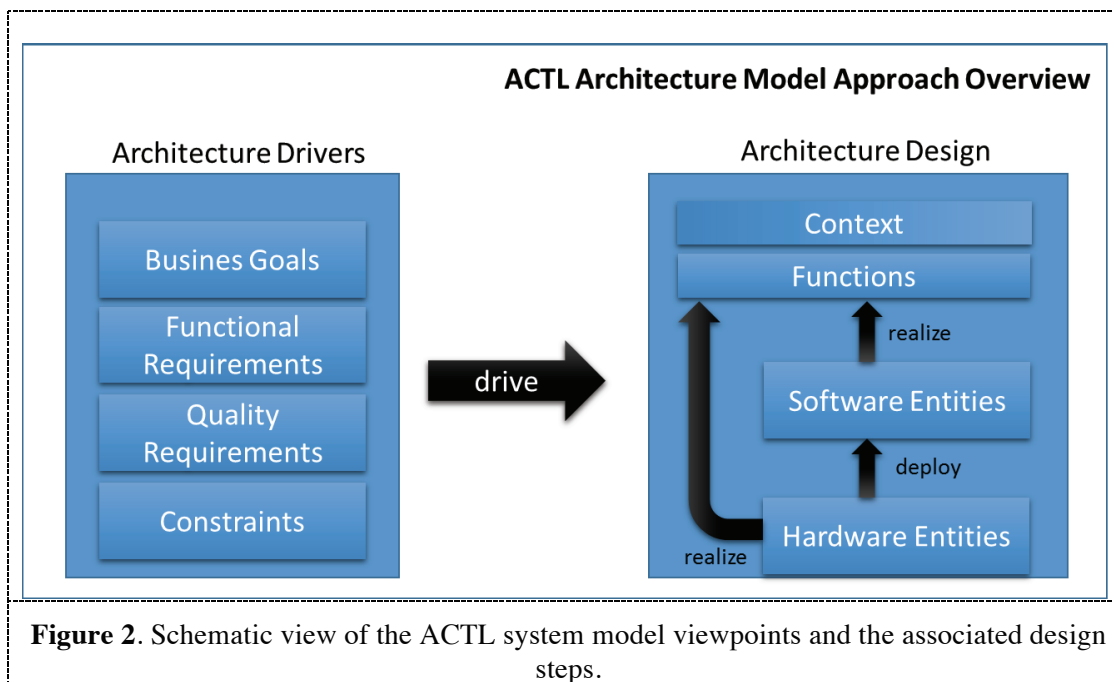 ACTL Architecture Model Approach Overview
Architecture Drivers
Busines Goals
Functional
Requirements
Quality
Requirements
Constraints
drive
Architecture Design
Context
Functions
realize
Software Entities
deploy
Hardware Entities
realize
Figure 2. Schematic view of the ACTL system model viewpoints and the associated design
steps.